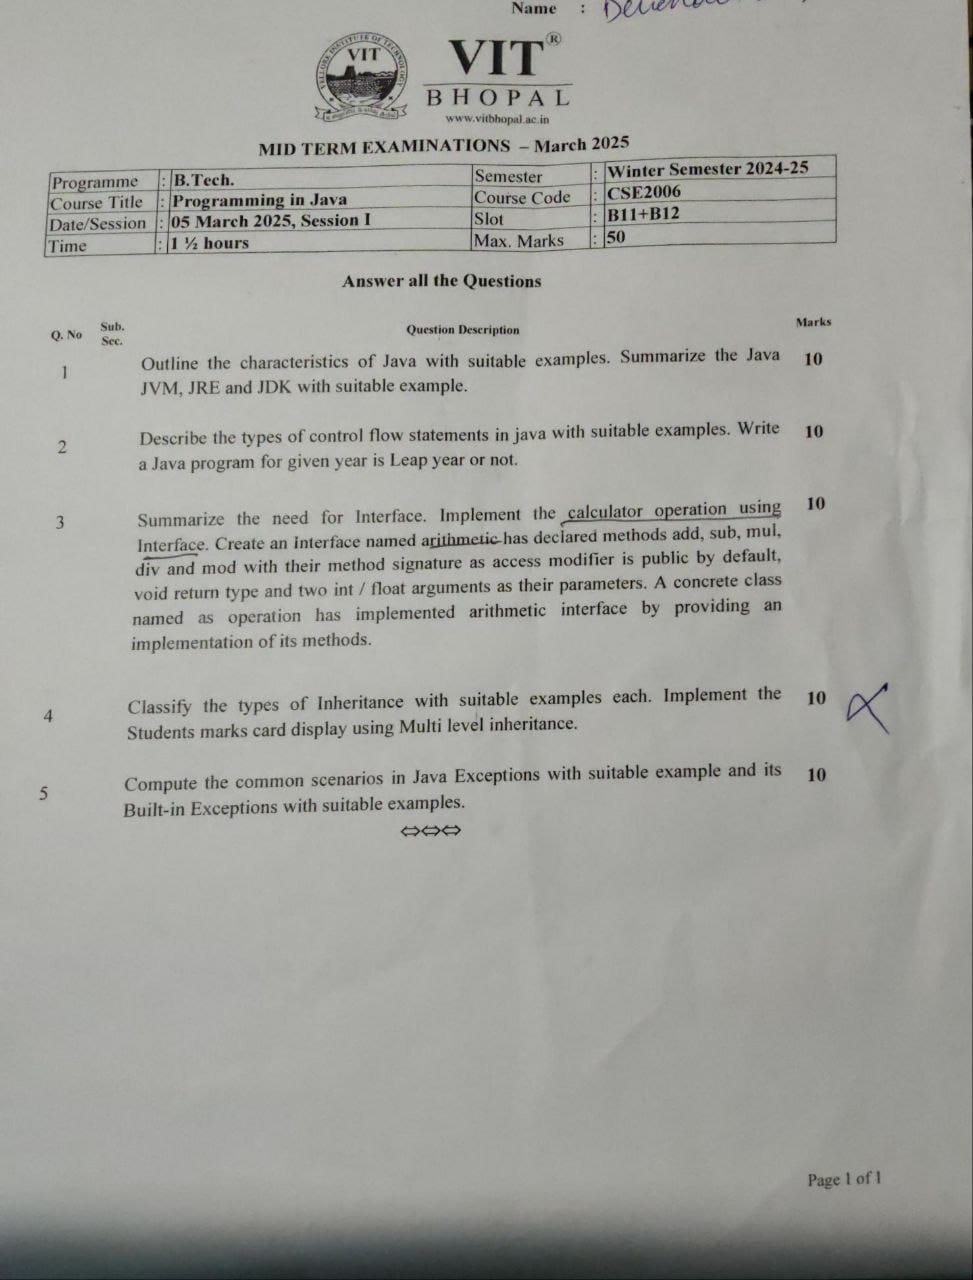 Name :
VELLORE INSTITUTE OF TECHNOLOGY
VIT
VIT®
BHOPAL
www.vitbhopal.ac.in
MID TERM EXAMINATIONS – March 2025
Programme : B.Tech. Semester : Winter Semester 2024-25
Course Title : Programming in Java Course Code : CSE2006
Date/Session : 05 March 2025, Session I Slot : B11+B12
Time : 1 ½ hours Max. Marks : 50
Answer all the Questions
Q. No Sub. Sec. Question Description Marks
1 Outline the characteristics of Java with suitable examples. Summarize the Java 10
JVM, JRE and JDK with suitable example.
2 Describe the types of control flow statements in java with suitable examples. Write 10
a Java program for given year is Leap year or not.
3 Summarize the need for Interface. Implement the calculator operation using 10
Interface. Create an Interface named arithmetic has declared methods add, sub, mul,
div and mod with their method signature as access modifier is public by default,
void return type and two int / float arguments as their parameters. A concrete class
named as operation has implemented arithmetic interface by providing an
implementation of its methods.
4 Classify the types of Inheritance with suitable examples each. Implement the 10
Students marks card display using Multi level inheritance.
5 Compute the common scenarios in Java Exceptions with suitable example and its 10
Built-in Exceptions with suitable examples.
⇔⇔⇔
Page 1 of 1